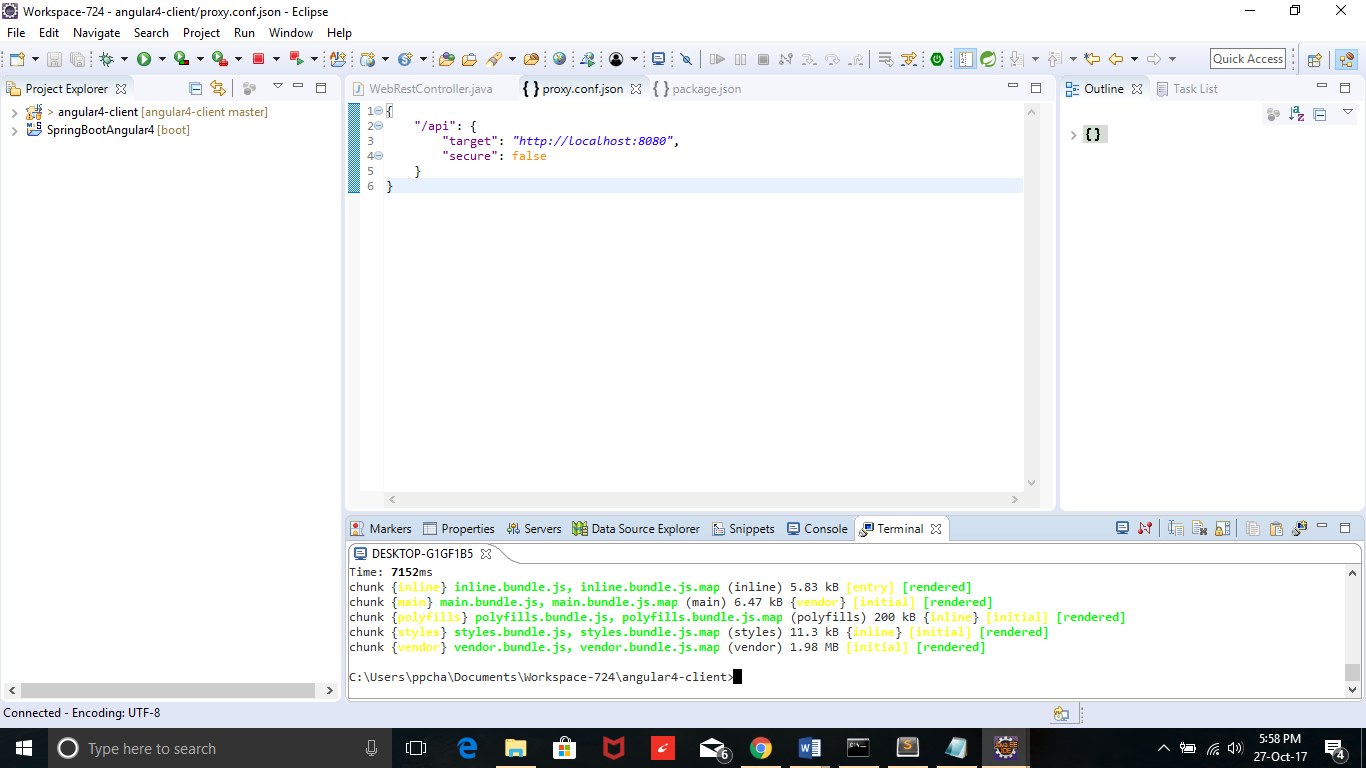 Workspace-724 - angular4-client/proxy.conf.json - Eclipse
File Edit Navigate Search Project Run Window Help
Quick Access
Project Explorer
> angular4-client [angular4-client master]
SpringBootAngular4 [boot]
WebRestController.java { } proxy.conf.json { } package.json
1 {
2 "/api": {
3 "target": "http://localhost:8080",
4 "secure": false
5 }
6 }
Outline Task List
{ }
Markers Properties Servers Data Source Explorer Snippets Console Terminal
DESKTOP-G1GF1B5
Time: 7152ms
chunk {inline} inline.bundle.js, inline.bundle.js.map (inline) 5.83 kB [entry] [rendered]
chunk {main} main.bundle.js, main.bundle.js.map (main) 6.47 kB {vendor} [initial] [rendered]
chunk {polyfills} polyfills.bundle.js, polyfills.bundle.js.map (polyfills) 200 kB {inline} [initial] [rendered]
chunk {styles} styles.bundle.js, styles.bundle.js.map (styles) 11.3 kB {inline} [initial] [rendered]
chunk {vendor} vendor.bundle.js, vendor.bundle.js.map (vendor) 1.98 MB [initial] [rendered]
C:\Users\ppcha\Documents\Workspace-724\angular4-client>
Connected - Encoding: UTF-8
Type here to search
6
5:58 PM
27-Oct-17
4